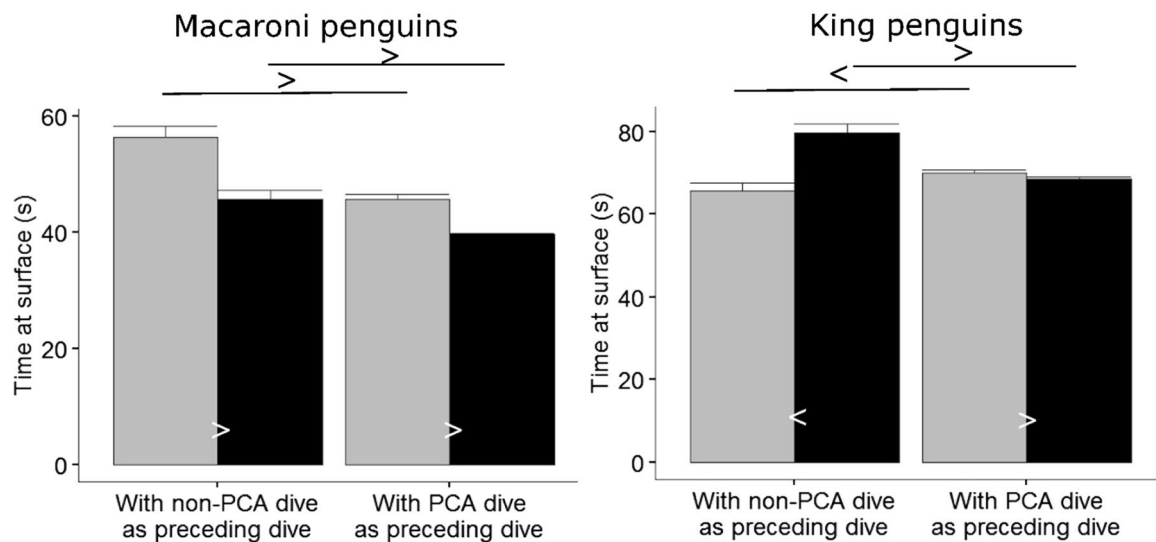 Macaroni penguins
>
>
60
40
20
0
Time at surface (s)
>
>
With non-PCA dive
as preceding dive
With PCA dive
as preceding dive
King penguins
>
<
80
60
40
20
0
Time at surface (s)
<
>
With non-PCA dive
as preceding dive
With PCA dive
as preceding dive